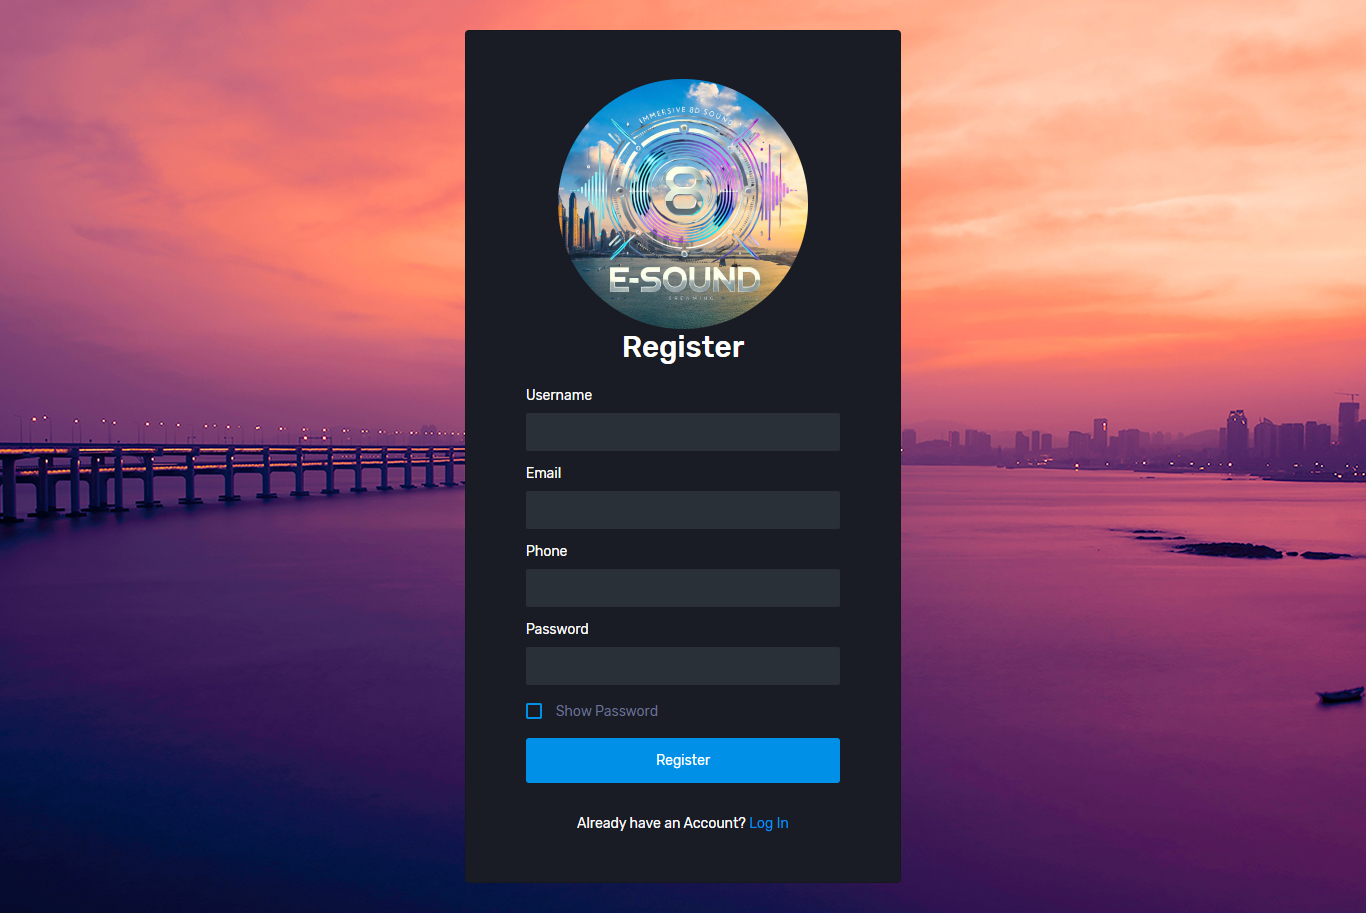 IMMERSIVE 8D SOUND
8
E-SOUND
Register
Username
Email
Phone
Password
Show Password
Register
Already have an Account? Log In